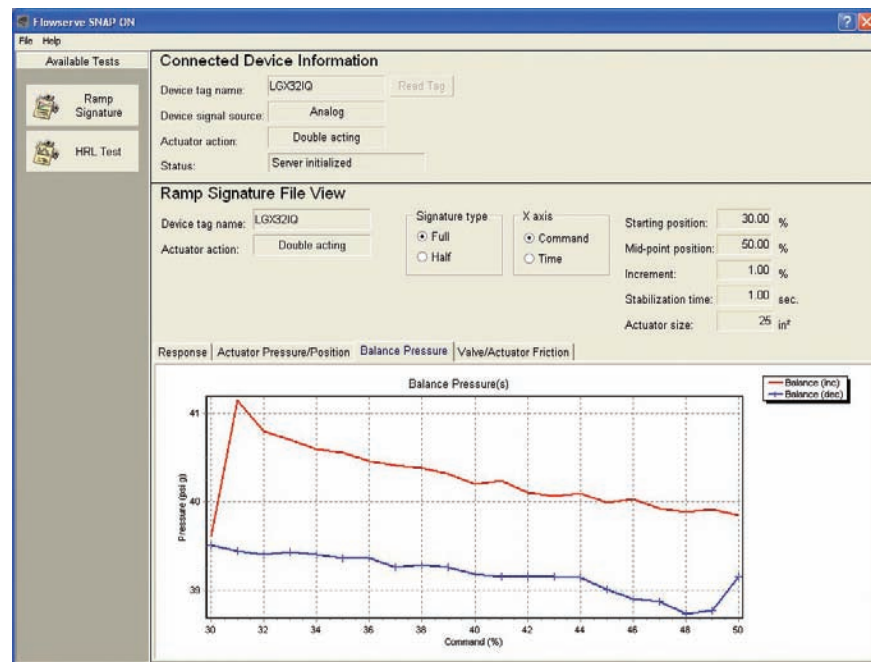 Flowserve SNAP ON
File Help
Available Tests
Ramp
Signature
HRL Test
Connected Device Information
Device tag name: LGX32IQ Read Tag
Device signal source: Analog
Actuator action: Double acting
Status: Server initialized
Ramp Signature File View
Device tag name: LGX32IQ
Actuator action: Double acting
Signature type
Full
Half
X axis
Command
Time
Starting position: 30.00 %
Mid-point position: 50.00 %
Increment: 1.00 %
Stabilization time: 1.00 sec.
Actuator size: 25 in²
Response Actuator Pressure/Position Balance Pressure Valve/Actuator Friction
Balance Pressure(s)
Balance (inc)
Balance (dec)
Pressure (psi g)
41
40
39
30 32 34 36 38 40 42 44 46 48 50
Command (%)